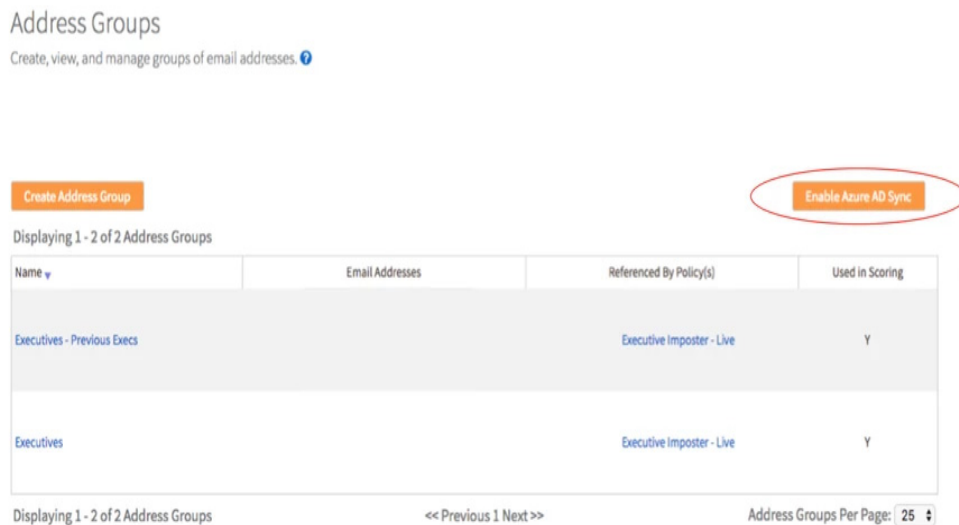 Address Groups
Create, view, and manage groups of email addresses. ?
Create Address Group
Enable Azure AD Sync
Displaying 1 - 2 of 2 Address Groups
Name Email Addresses Referenced By Policy(s) Used in Scoring
Executives - Previous Execs Executive Imposter - Live Y
Executives Executive Imposter - Live Y
Displaying 1 - 2 of 2 Address Groups << Previous 1 Next >> Address Groups Per Page: 25